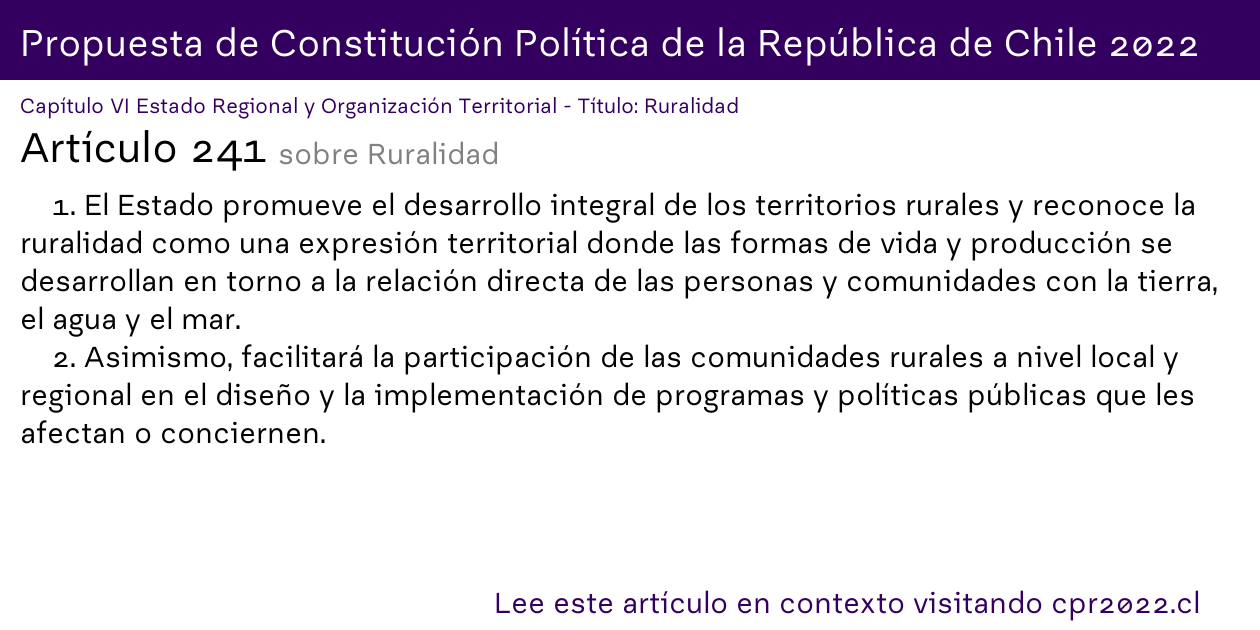 Propuesta de Constitución Política de la República de Chile 2022
Capítulo VI Estado Regional y Organización Territorial - Título: Ruralidad
Artículo 241 sobre Ruralidad
1. El Estado promueve el desarrollo integral de los territorios rurales y reconoce la
ruralidad como una expresión territorial donde las formas de vida y producción se
desarrollan en torno a la relación directa de las personas y comunidades con la tierra,
el agua y el mar.
2. Asimismo, facilitará la participación de las comunidades rurales a nivel local y
regional en el diseño y la implementación de programas y políticas públicas que les
afectan o conciernen.
Lee este artículo en contexto visitando cpr2022.cl